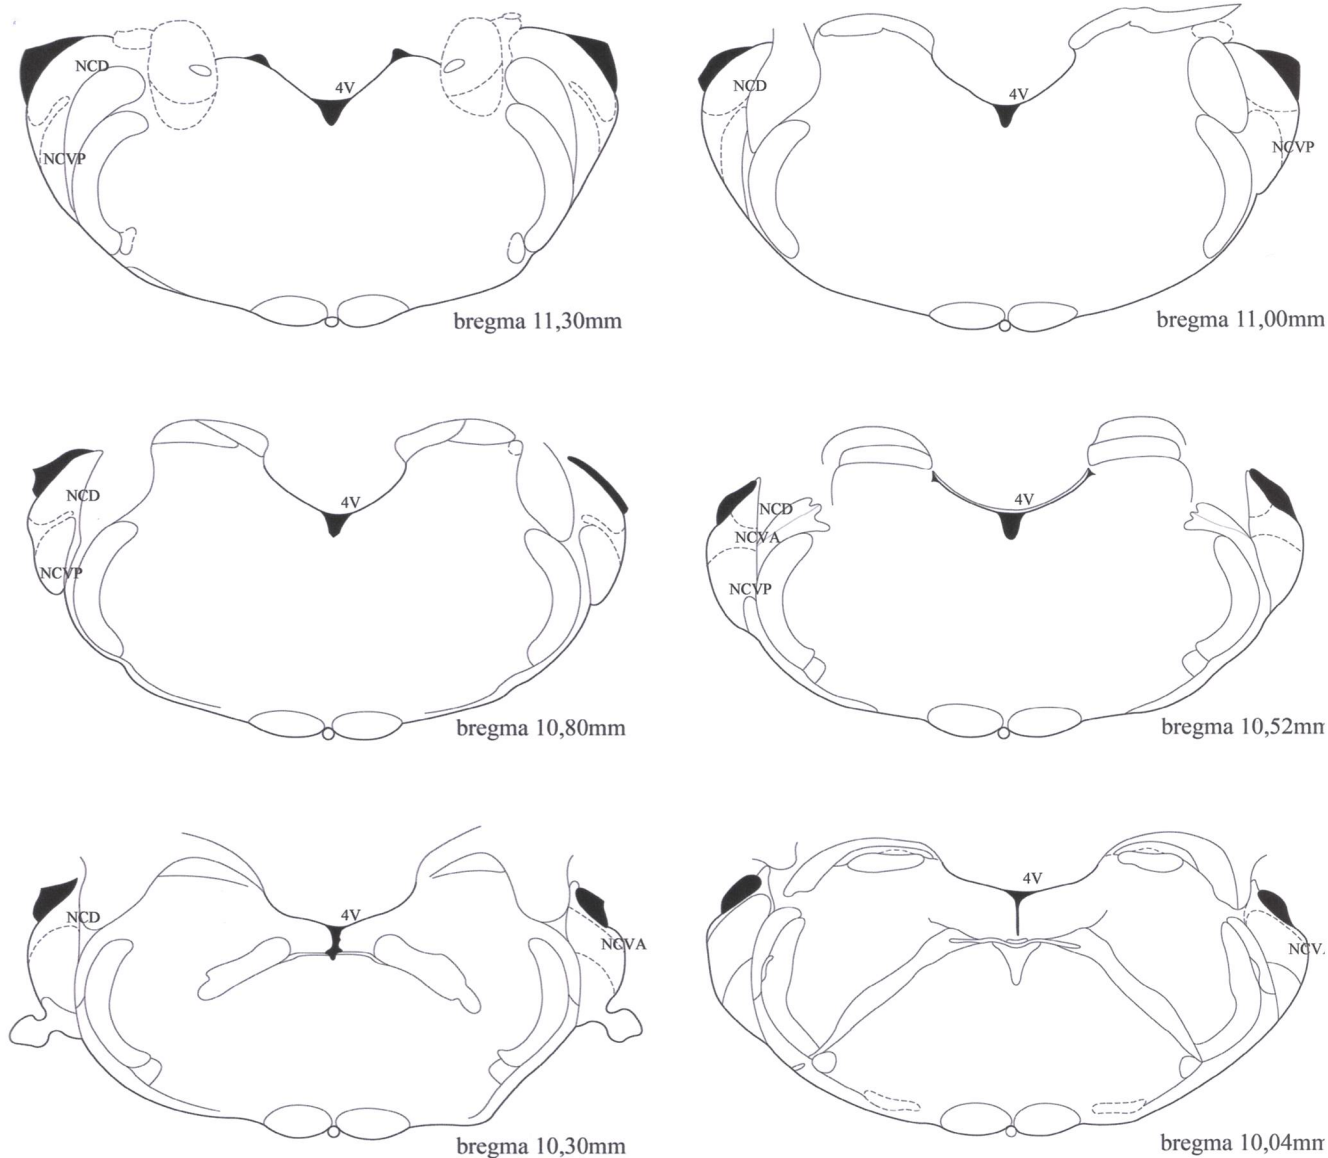 NCD
4V
NCVP
bregma 11,30mm
NCD
4V
NCVP
bregma 11,00mm
NCD
4V
NCVP
bregma 10,80mm
4V
NCD
NCVA
NCVP
bregma 10,52mm
NCD
4V
NCVA
bregma 10,30mm
4V
NCV.
bregma 10,04mm